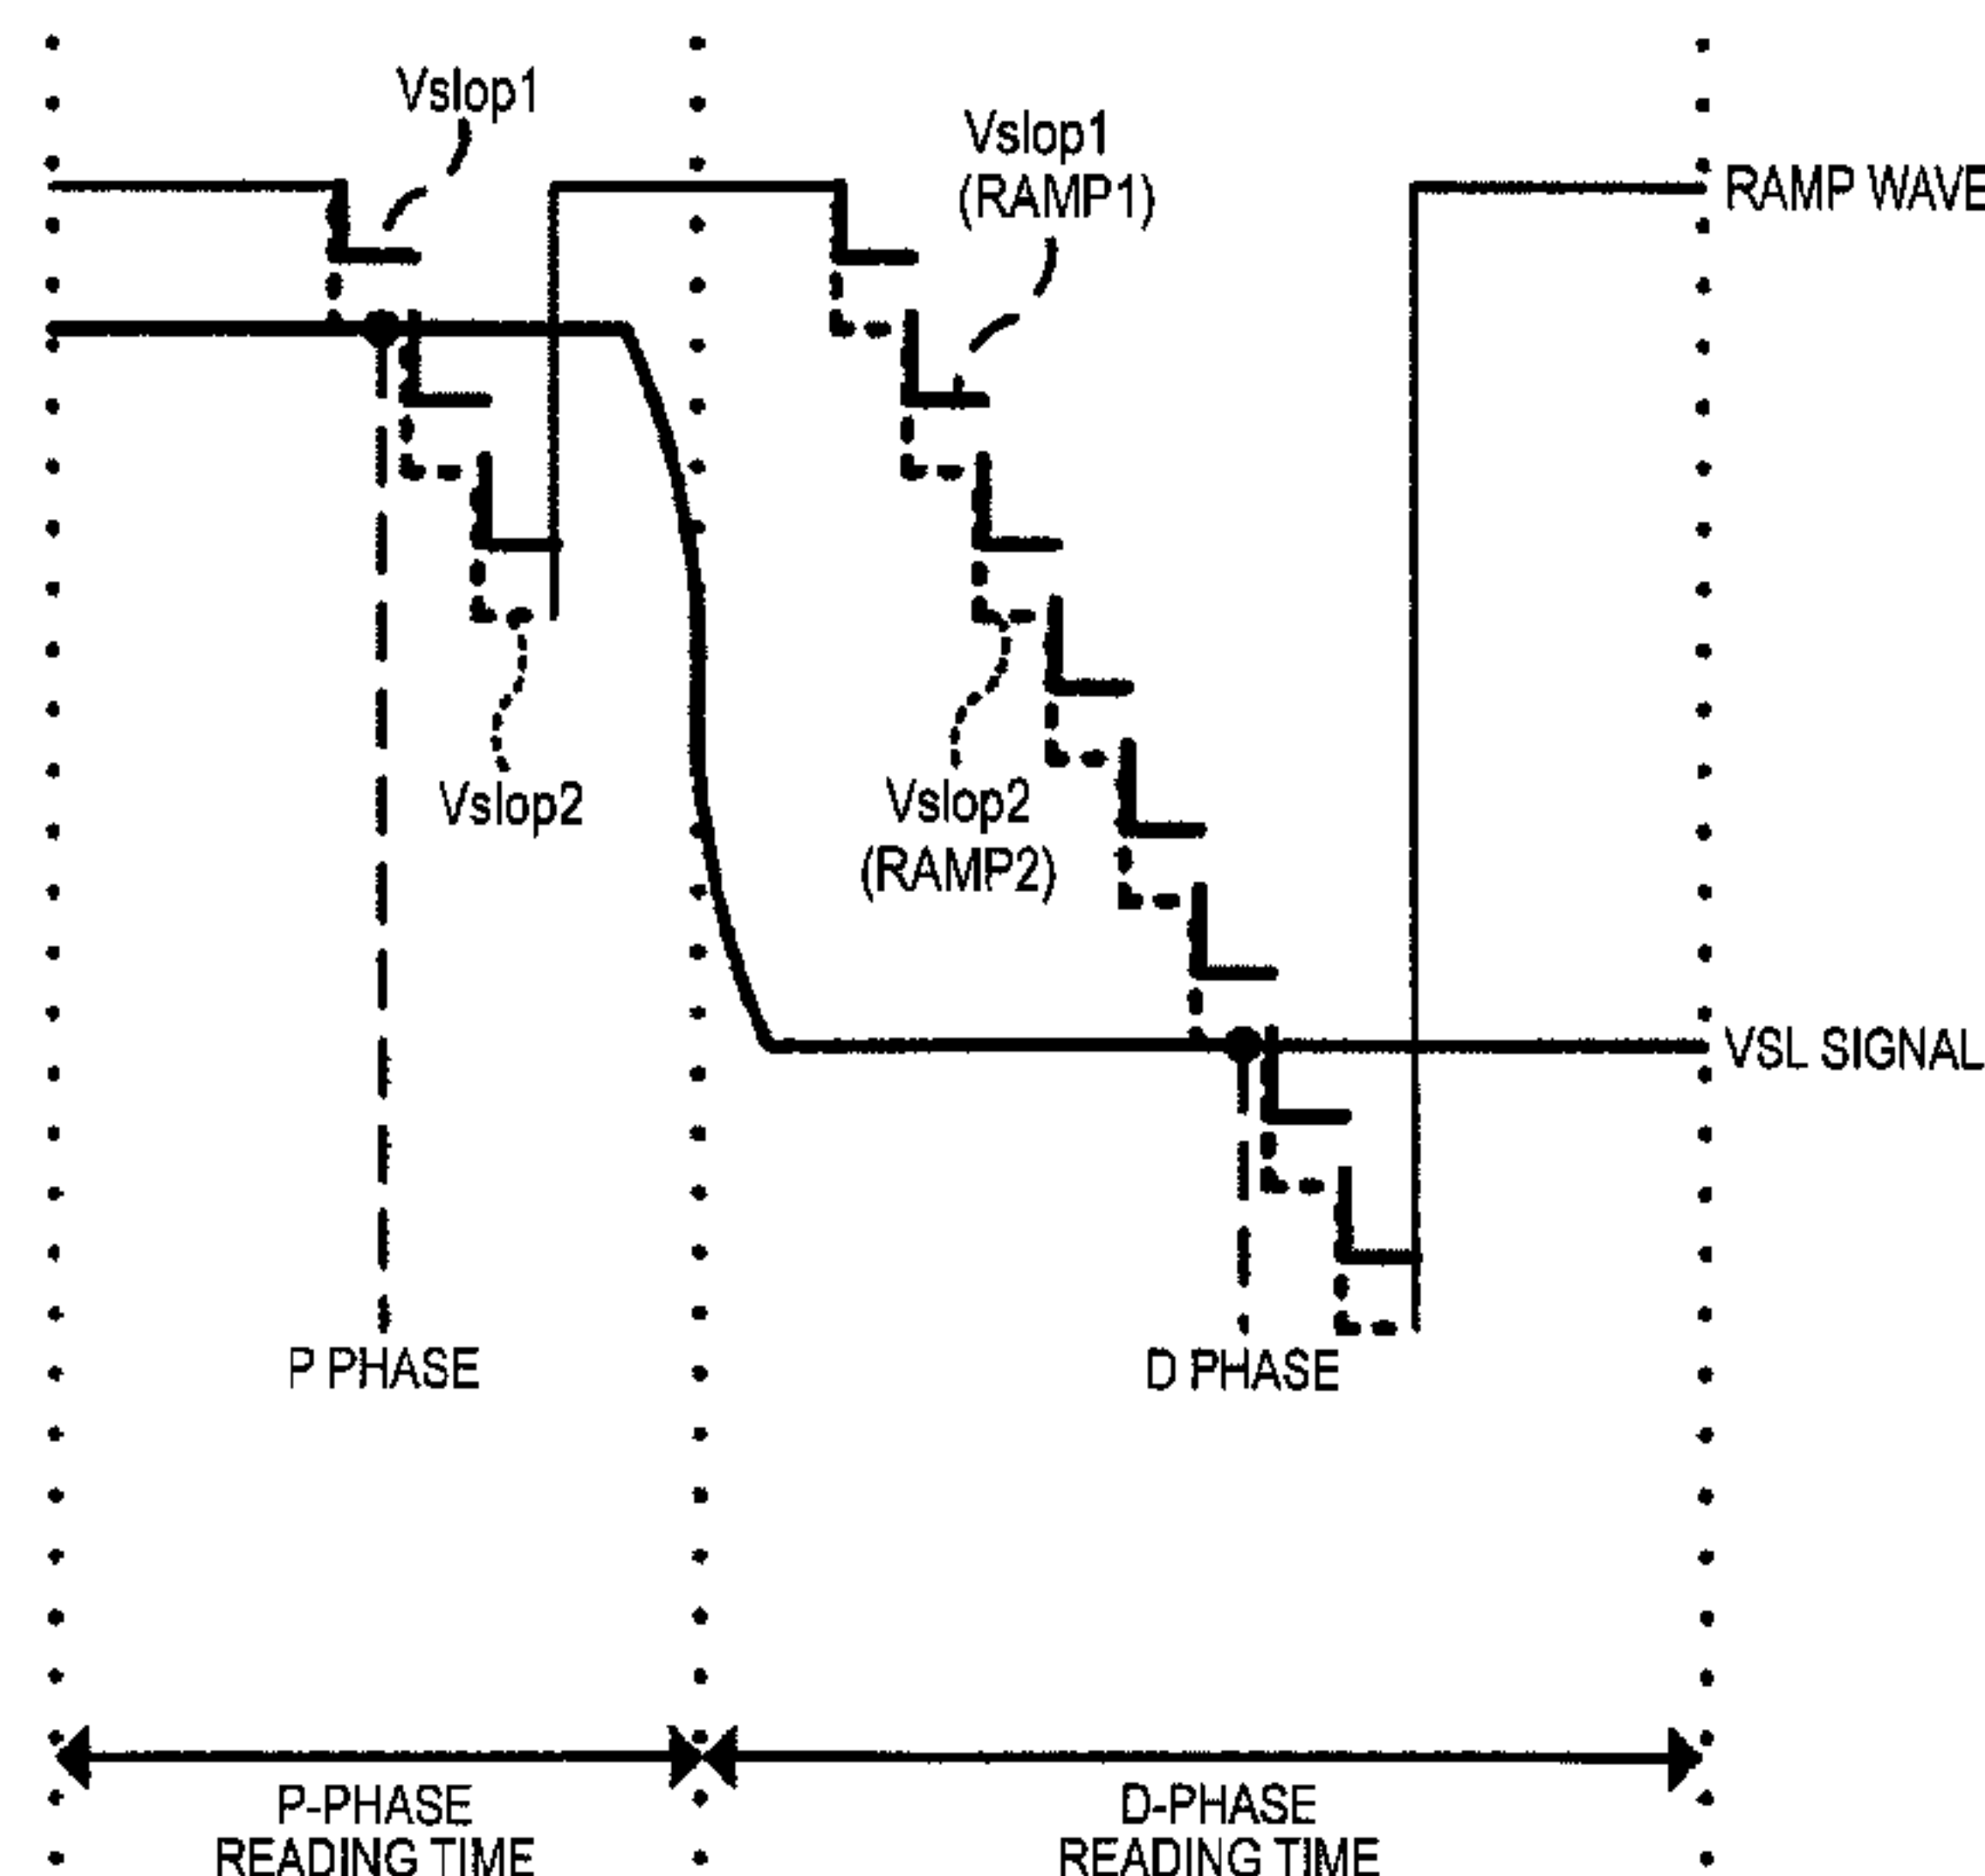 Vslop1
Vslop1
(RAMP1)
RAMP WAVE
Vslop2
Vslop2
(RAMP2)
VSL SIGNAL
P PHASE
D PHASE
P-PHASE
READING TIME
D-PHASE
READING TIME